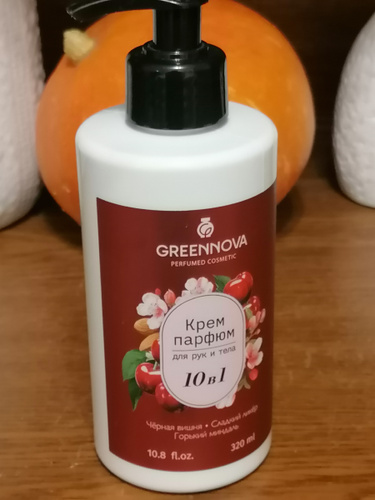 GREENNOVA
PERFUMED COSMETIC
Крем
парфюм
для рук и тела
10 в 1
Чёрная вишня • Сладкий ликёр
Горький миндаль
10.8 fl.oz. 320 ml